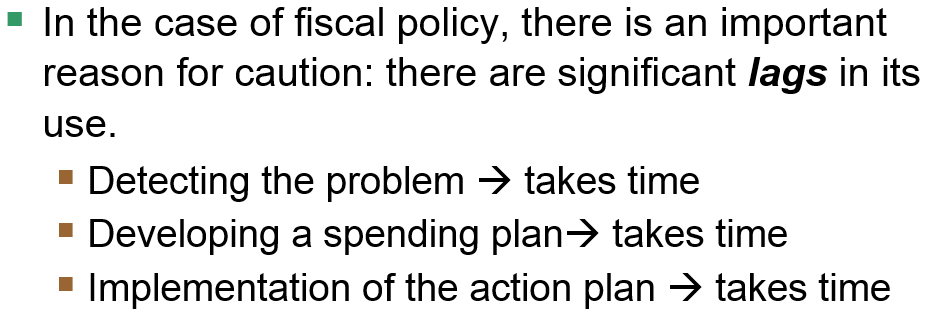 In the case of fiscal policy, there is an important
reason for caution: there are significant lags in its
use.
Detecting the problem → takes time
Developing a spending plan→ takes time
Implementation of the action plan → takes time